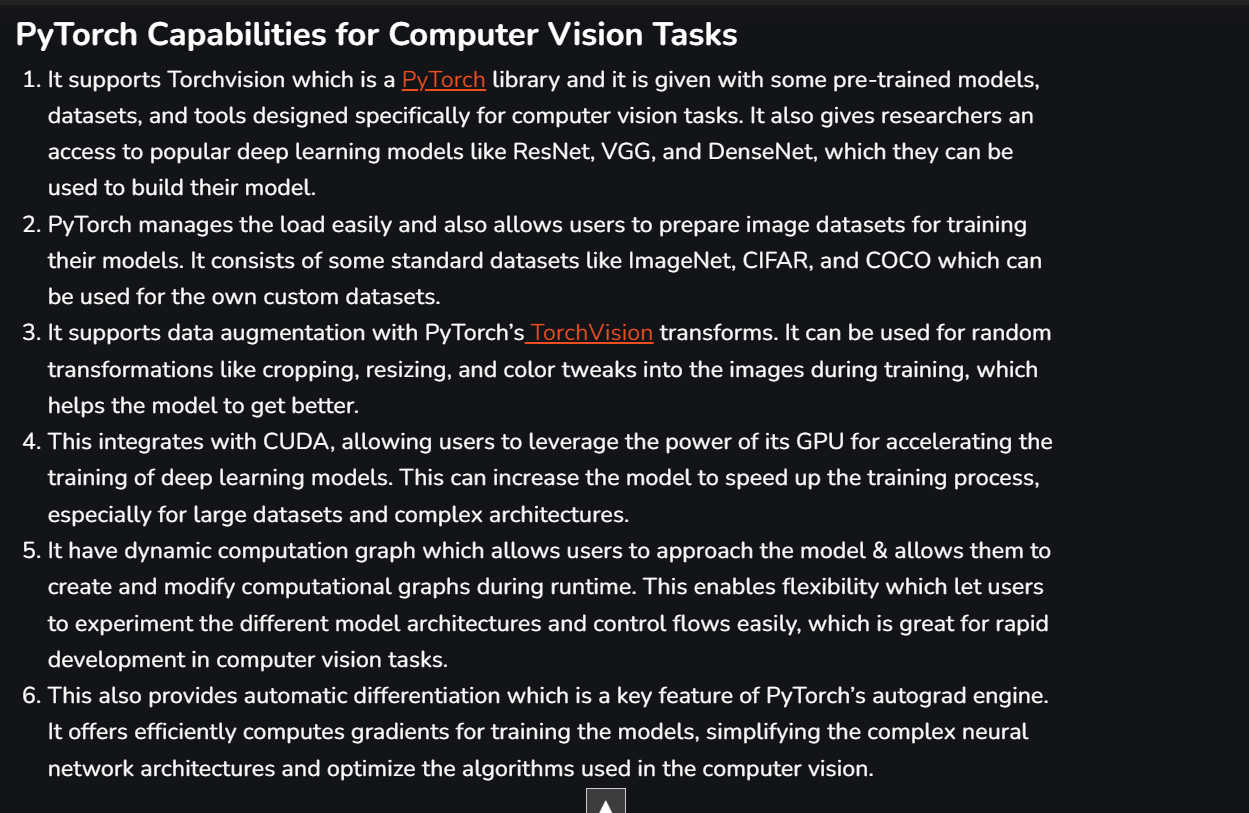 PyTorch Capabilities for Computer Vision Tasks
1. It supports Torchvision which is a PyTorch library and it is given with some pre-trained models,
datasets, and tools designed specifically for computer vision tasks. It also gives researchers an
access to popular deep learning models like ResNet, VGG, and DenseNet, which they can be
used to build their model.
2. PyTorch manages the load easily and also allows users to prepare image datasets for training
their models. It consists of some standard datasets like ImageNet, CIFAR, and COCO which can
be used for the own custom datasets.
3. It supports data augmentation with PyTorch’s TorchVision transforms. It can be used for random
transformations like cropping, resizing, and color tweaks into the images during training, which
helps the model to get better.
4. This integrates with CUDA, allowing users to leverage the power of its GPU for accelerating the
training of deep learning models. This can increase the model to speed up the training process,
especially for large datasets and complex architectures.
5. It have dynamic computation graph which allows users to approach the model & allows them to
create and modify computational graphs during runtime. This enables flexibility which let users
to experiment the different model architectures and control flows easily, which is great for rapid
development in computer vision tasks.
6. This also provides automatic differentiation which is a key feature of PyTorch’s autograd engine.
It offers efficiently computes gradients for training the models, simplifying the complex neural
network architectures and optimize the algorithms used in the computer vision.